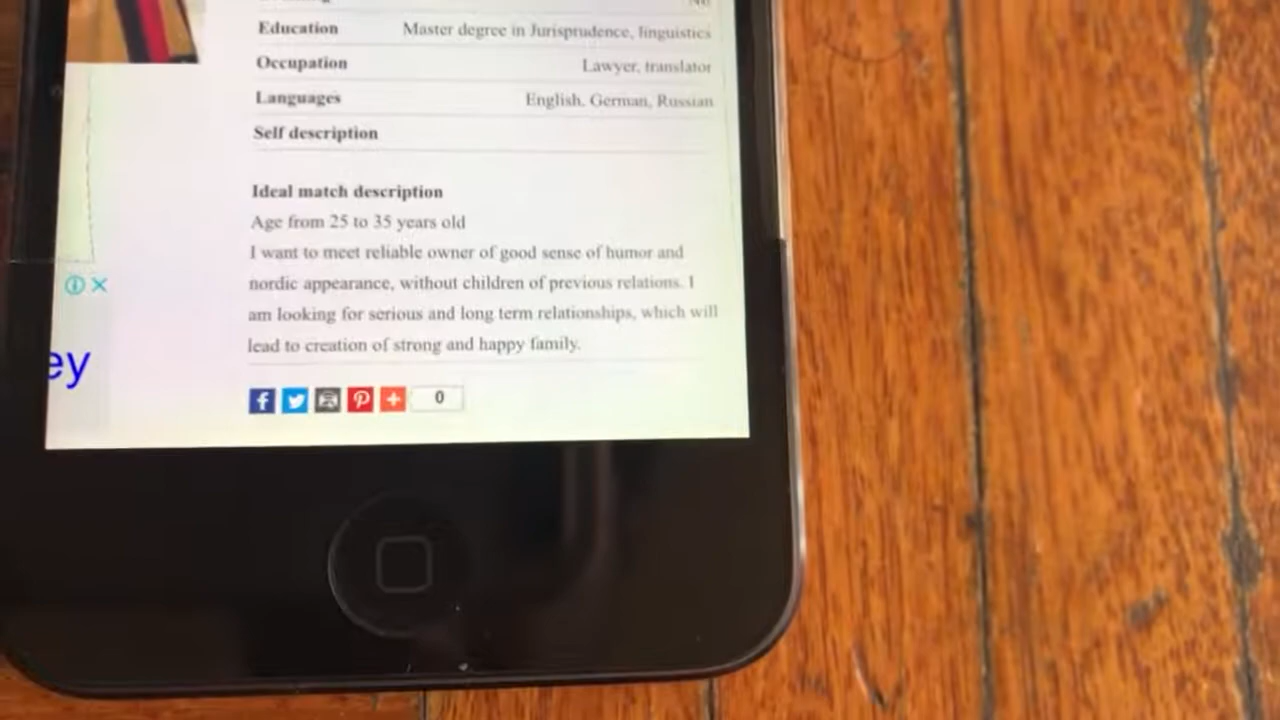 Education Master degree in Jurisprudence, linguistics
Occupation Lawyer, translator
Languages English, German, Russian
Self description
Ideal match description
Age from 25 to 35 years old
I want to meet reliable owner of good sense of humor and
nordic appearance, without children of previous relations. I
am looking for serious and long term relationships, which will
lead to creation of strong and happy family.
ey
0